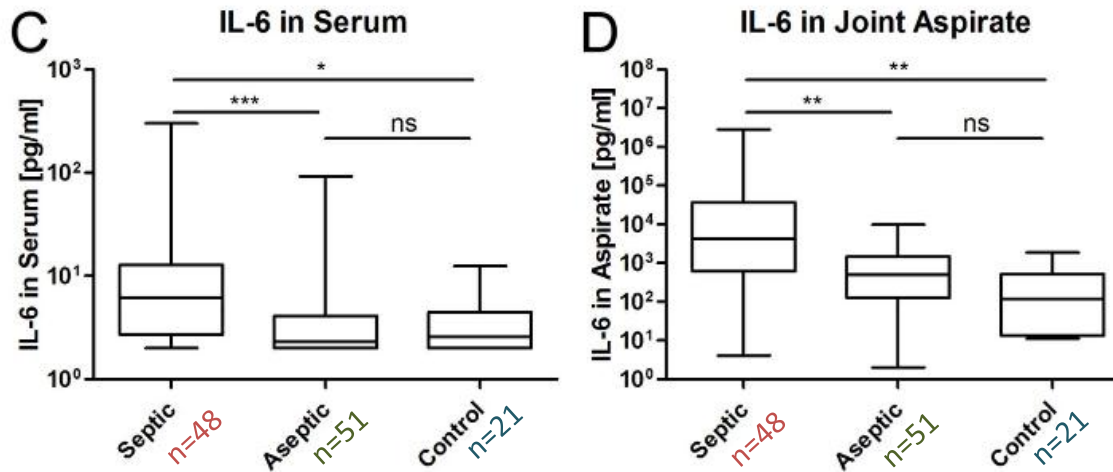 C
IL-6 in Serum
IL-6 in Serum [pg/ml]
10³
10²
10¹
10⁰
*
***
ns
Septic
n=48
Aseptic
n=51
Control
n=21
D
IL-6 in Joint Aspirate
IL-6 in Aspirate [pg/ml]
10⁸
10⁷
10⁶
10⁵
10⁴
10³
10²
10¹
10⁰
**
**
ns
Septic
n=48
Aseptic
n=51
Control
n=21